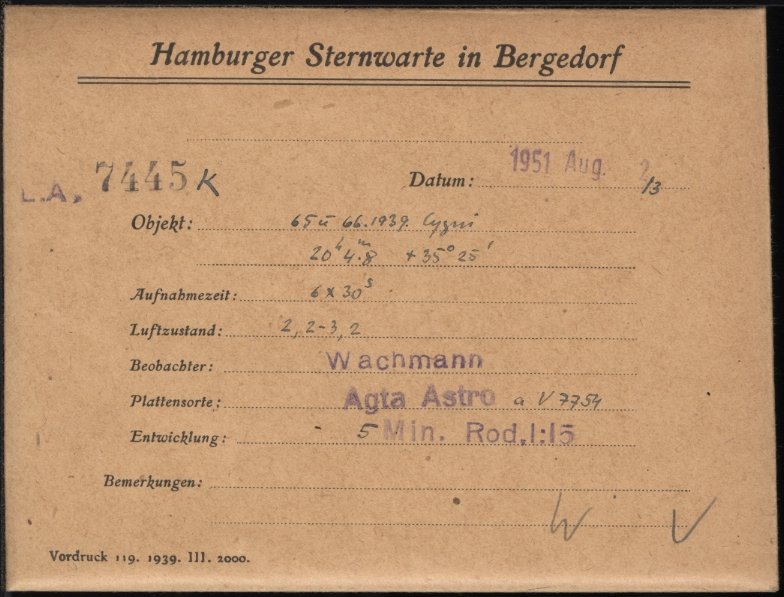 Hamburger Sternwarte in Bergedorf
L.A. 7445 K Datum: 1951 Aug. 2/3
Objekt: 65 u 66.1939. Cygni
20h 4m.8 +35° 25'
Aufnahmezeit: 6 x 30s
Luftzustand: 2, 2-3, 2
Beobachter: Wachmann
Plattensorte: Agfa Astro a V 7754
Entwicklung: 5 Min. Rod.1:15
Bemerkungen:
W V
Vordruck 119. 1939. III. 2000.